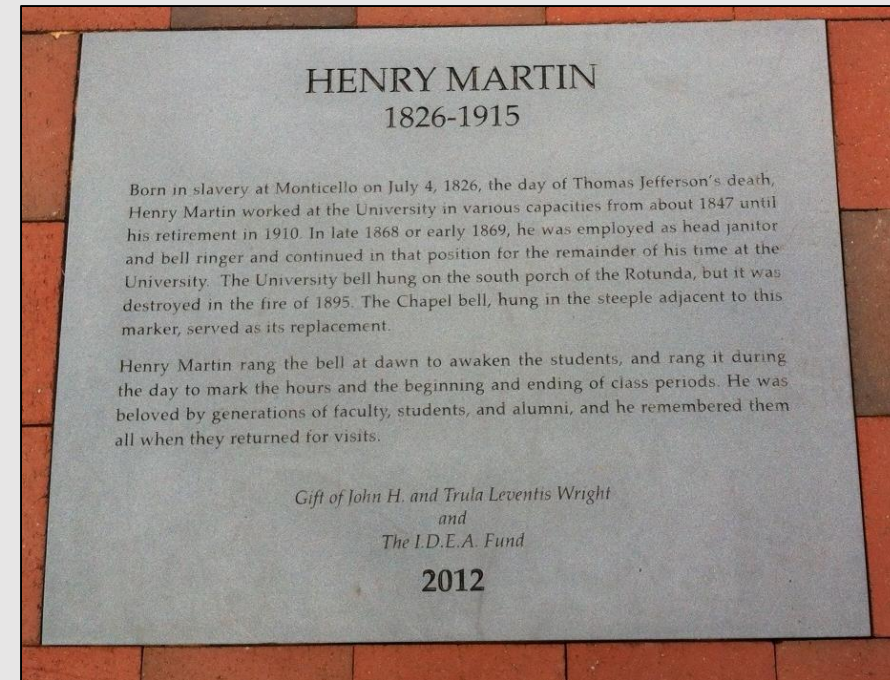 HENRY MARTIN
1826-1915
Born in slavery at Monticello on July 4, 1826, the day of Thomas Jefferson's death,
Henry Martin worked at the University in various capacities from about 1847 until
his retirement in 1910. In late 1868 or early 1869, he was employed as head janitor
and bell ringer and continued in that position for the remainder of his time at the
University. The University bell hung on the south porch of the Rotunda, but it was
destroyed in the fire of 1895. The Chapel bell, hung in the steeple adjacent to this
marker, served as its replacement.
Henry Martin rang the bell at dawn to awaken the students, and rang it during
the day to mark the hours and the beginning and ending of class periods. He was
beloved by generations of faculty, students, and alumni, and he remembered them
all when they returned for visits.
Gift of John H. and Trula Leventis Wright
and
The I.D.E.A. Fund
2012